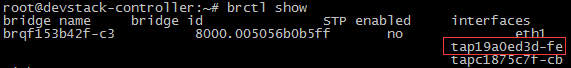 root@devstack-controller:~# brctl show
bridge name bridge id STP enabled interfaces
brqf153b42f-c3 8000.005056b0b5ff no eth1
tap19a0ed3d-fe
tapc1875c7f-cb